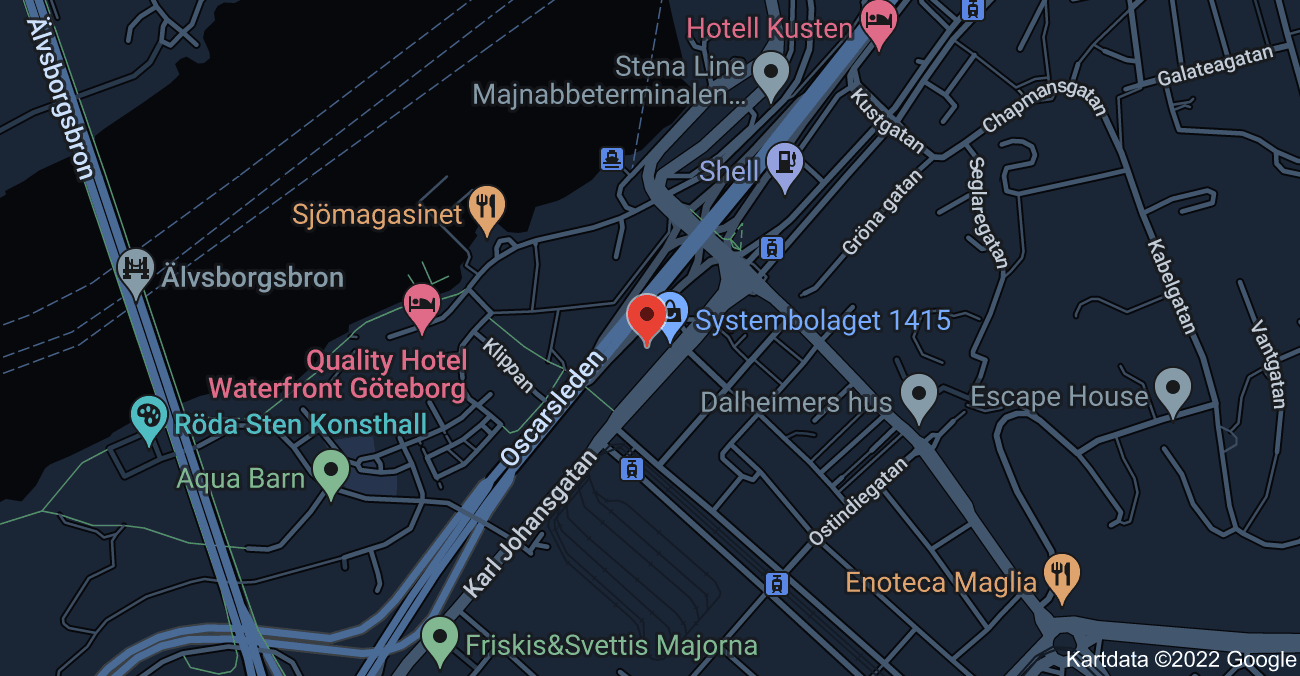 Älvsborgsbron
Hotell Kusten
Stena Line
Majnabbeterminalen...
Galateagatan
Chapmansgatan
Kustgatan
Shell
Seglaregatan
Gröna gatan
Sjömagasinet
Älvsborgsbron
Kabelgatan
Systembolaget 1415
Vantgatan
Klippan
Quality Hotel
Waterfront Göteborg
Oscarsleden
Dalheimers hus
Escape House
Röda Sten Konsthall
Aqua Barn
Karl Johansgatan
Ostindiegatan
Enoteca Maglia
Friskis&Svettis Majorna
Kartdata ©2022 Google